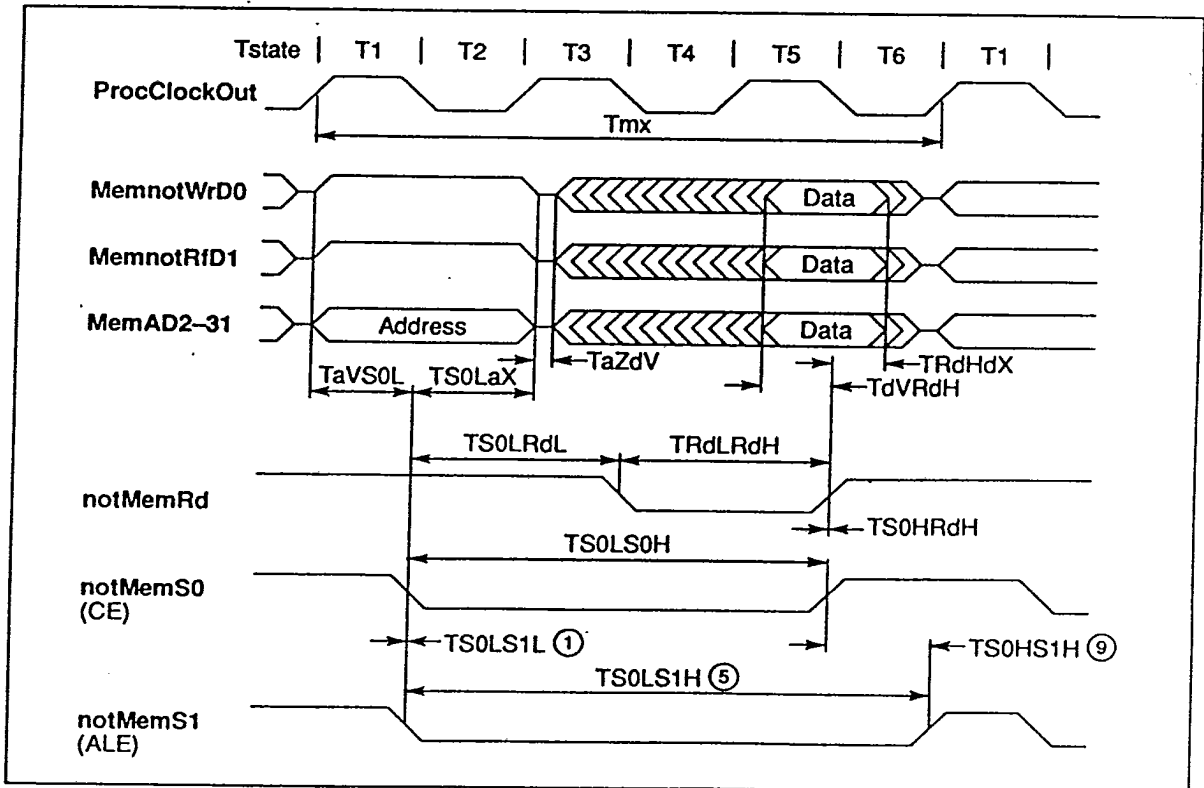 Tstate | T1 | T2 | T3 | T4 | T5 | T6 | T1 |
ProcClockOut
Tmx
MemnotWrD0
Data
MemnotRfD1
Data
MemAD2–31
Address
Data
TaVS0L
TS0LaX
TaZdV
TRdHdX
TdVRdH
TS0LRdL
TRdLRdH
notMemRd
TS0HRdH
TS0LS0H
notMemS0
(CE)
TS0LS1L ①
TS0HS1H ⑨
TS0LS1H ⑤
notMemS1
(ALE)